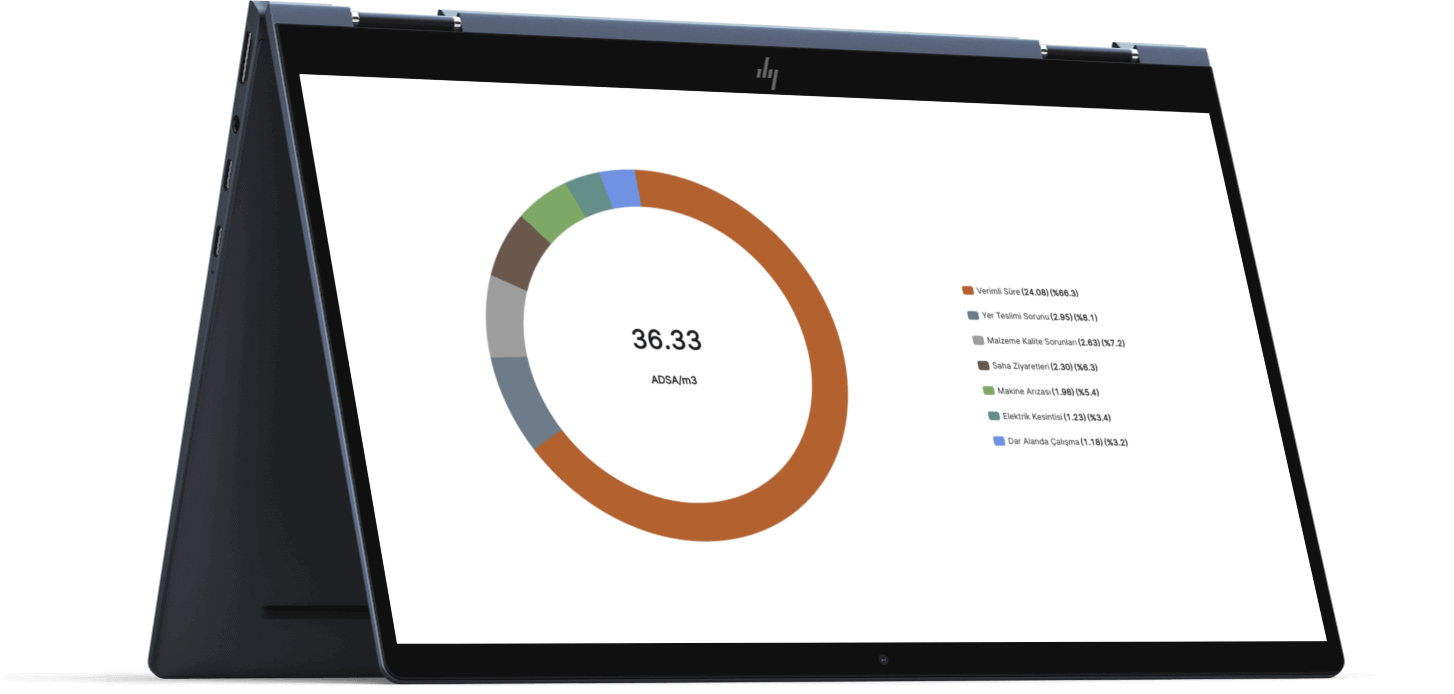 36.33
ADSA/m3
Verimli Süre (24.08) (%66.3)
Yer Teslimi Sorunu (2.95) (%8.1)
Malzeme Kalite Sorunları (2.63) (%7.2)
Saha Ziyaretleri (2.30) (%6.3)
Makine Arızası (1.98) (%5.4)
Elektrik Kesintisi (1.23) (%3.4)
Dar Alanda Çalışma (1.18) (%3.2)